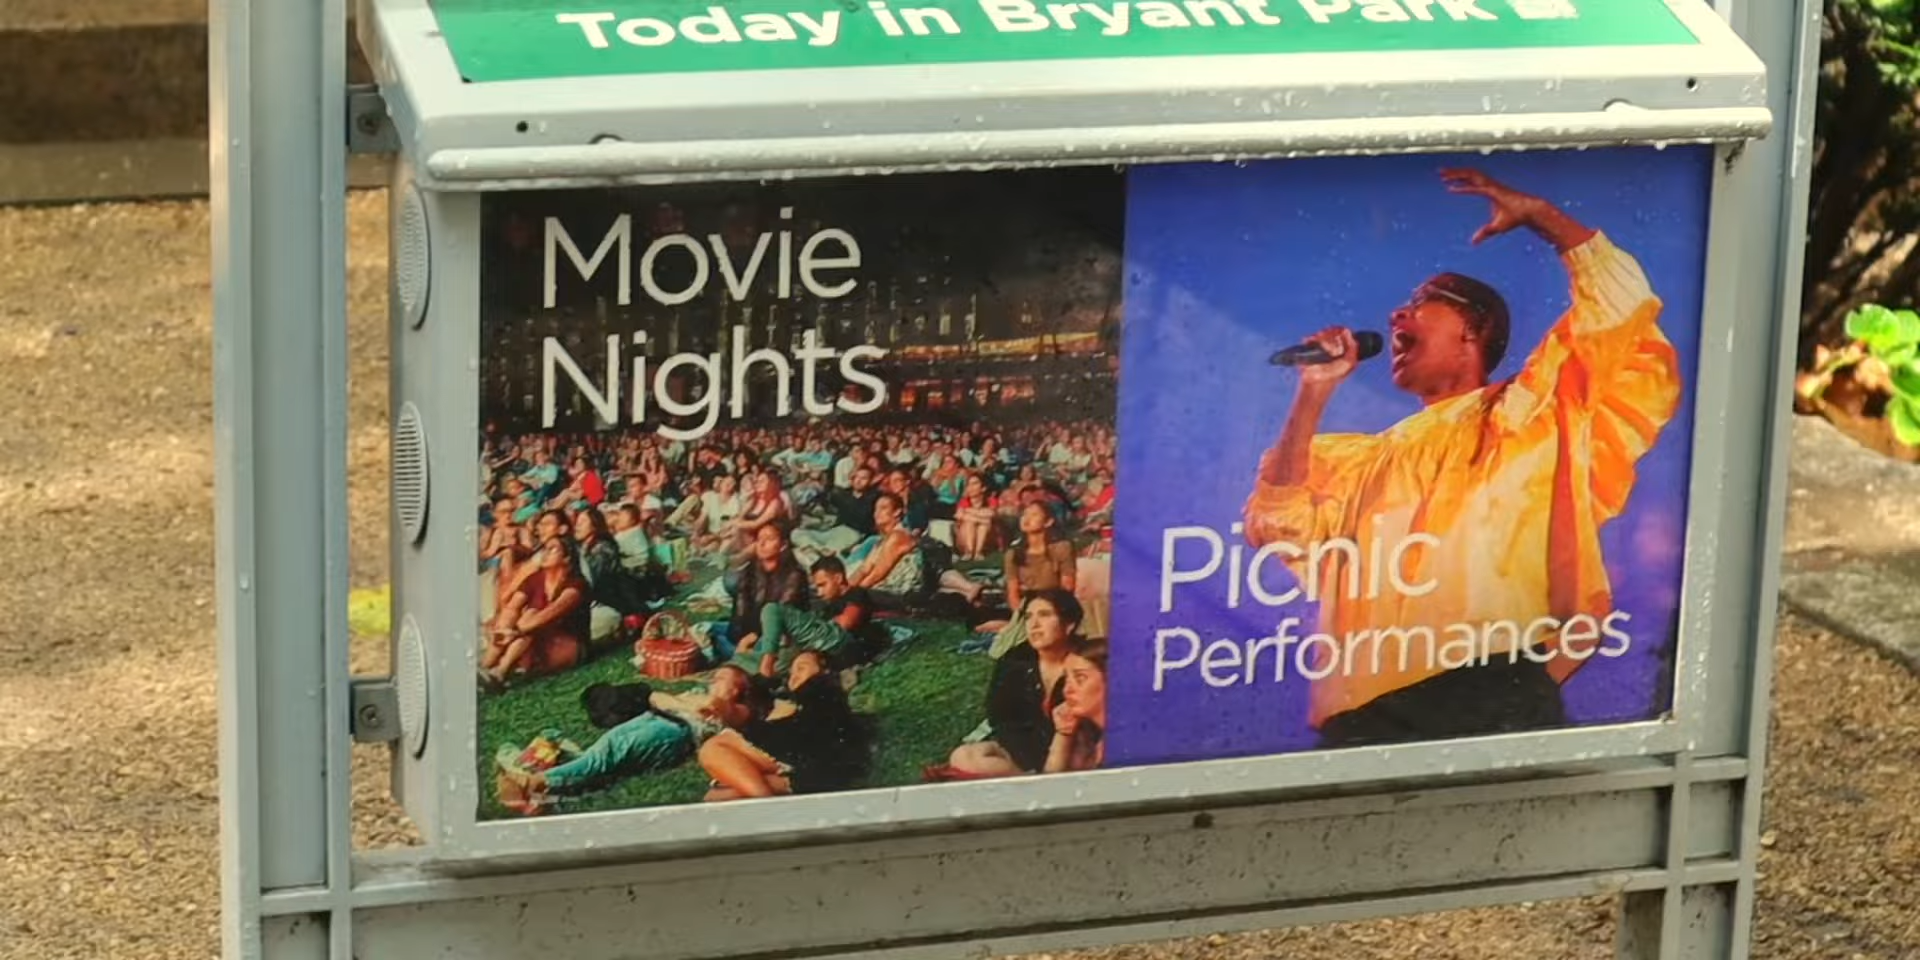 Today in Bryant Park
Movie
Nights
Picnic
Performances